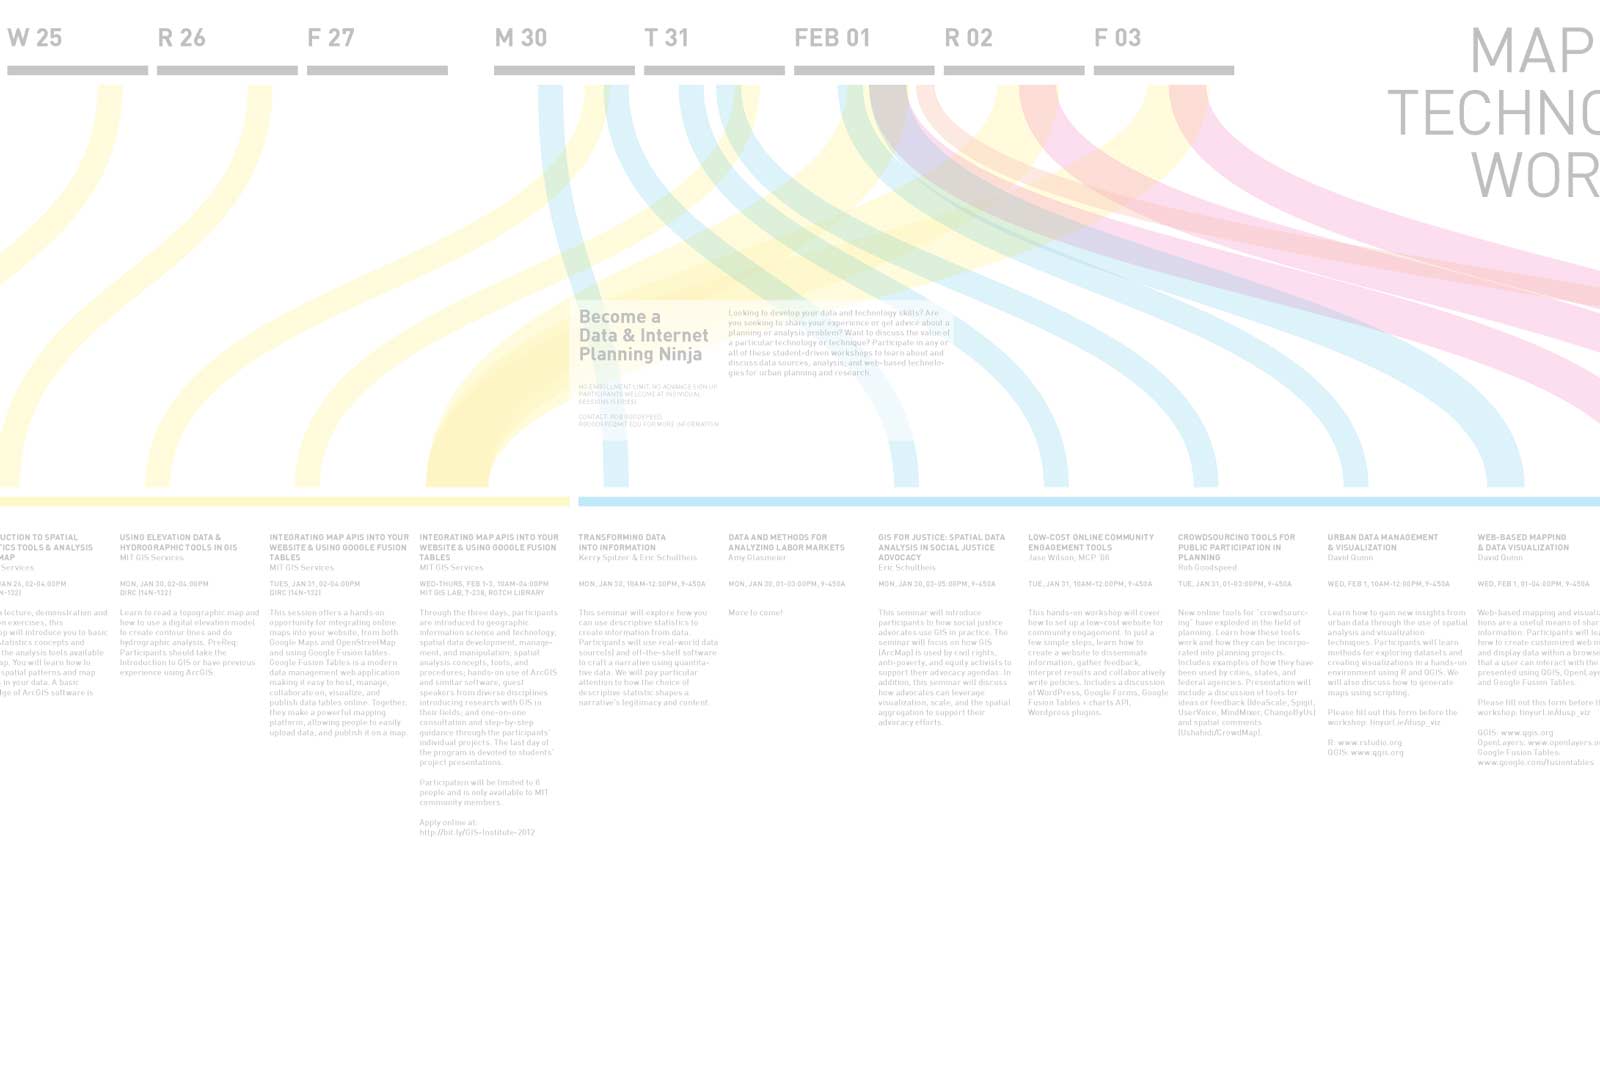 W 25
R 26
F 27
M 30
T 31
FEB 01
R 02
F 03
MAP
TECHNO
WOR
Become a
Data & Internet
Planning Ninja
NO ENROLLMENT LIMIT, NO ADVANCE SIGN UP
PARTICIPANTS WELCOME AT INDIVIDUAL
SESSIONS (SERIES)
CONTACT: ROB GOODSPEED,
FOR MORE INFORMATION
Looking to develop your data and technology skills? Are
you seeking to share your experience or get advice about a
planning or analysis problem? Want to discuss the value of
a particular technology or technique? Participate in any or
all of these student-driven workshops to learn about and
discuss data sources, analysis, and web-based technolo-
gies for urban planning and research.
UCTION TO SPATIAL
TICS TOOLS & ANALYSIS
MAP
Services
02-04:00PM
N-132)
lecture, demonstration and
n exercises, this
op will introduce you to basic
statistics concepts and
the analysis tools available
ap. You will learn how to
spatial patterns and map
in your data. A basic
dge of ArcGIS software is
USING ELEVATION DATA &
HYDROGRAPHIC TOOLS IN GIS
MIT GIS Services
MON, JAN 30, 02-04:00PM
DIRC (14N-132)
Learn to read a topographic map and
how to use a digital elevation model
to create contour lines and do
hydrographic analysis. PreReq:
Participants should take the
Introduction to GIS or have previous
experience using ArcGIS
INTEGRATING MAP APIS INTO YOUR
WEBSITE & USING GOOGLE FUSION
TABLES
MIT GIS Services
TUES, JAN 31, 02-04:00PM
GIRC (14N-132)
This session offers a hands-on
opportunity for integrating online
maps into your website, from both
Google Maps and OpenStreetMap
and using Google Fusion tables.
Google Fusion Tables is a modern
data management web application
making it easy to host, manage,
collaborate on, visualize, and
publish data tables online. Together,
they make a powerful mapping
platform, allowing people to easily
upload data, and publish it on a map.
INTEGRATING MAP APIS INTO YOUR
WEBSITE & USING GOOGLE FUSION
TABLES
MIT GIS Services
WED-THURS, FEB 1-3, 10AM-04:00PM
MIT GIS LAB, 7-238, ROTCH LIBRARY
Through the three days, participants
are introduced to geographic
information science and technology;
spatial data development, manage-
ment, and manipulation; spatial
analysis concepts, tools, and
procedures; hands-on use of ArcGIS
and similar software, guest
speakers from diverse disciplines
introducing research with GIS in
their fields; and one-on-one
consultation and step-by-step
guidance through the participants'
individual projects. The last day of
the program is devoted to students'
project presentations.
Participation will be limited to 6
people and is only available to MIT
community members.
Apply online at:
http://bit.ly/GIS-Institute-2012
TRANSFORMING DATA
INTO INFORMATION
Kerry Spitzer & Eric Schultheis
MON, JAN 30, 10AM-12:00PM, 9-450A
This seminar will explore how you
can use descriptive statistics to
create information from data.
Participants will use real-world data
source(s) and off-the-shelf software
to craft a narrative using quantita-
tive data. We will pay particular
attention to how the choice of
descriptive statistic shapes a
narrative's legitimacy and content.
DATA AND METHODS FOR
ANALYZING LABOR MARKETS
Amy Glasmeier
MON, JAN 30, 01-03:00PM, 9-450A
More to come!
GIS FOR JUSTICE: SPATIAL DATA
ANALYSIS IN SOCIAL JUSTICE
ADVOCACY
Eric Schultheis
MON, JAN 30, 03-05:00PM, 9-450A
This seminar will introduce
participants to how social justice
advocates use GIS in practice. The
seminar will focus on how GIS
(ArcMap) is used by civil rights,
anti-poverty, and equity activists to
support their advocacy agendas. In
addition, this seminar will discuss
how advocates can leverage
visualization, scale, and the spatial
aggregation to support their
advocacy efforts.
LOW-COST ONLINE COMMUNITY
ENGAGEMENT TOOLS
Jase Wilson, MCP '08
TUE, JAN 31, 10AM-12:00PM, 9-450A
This hands-on workshop will cover
how to set up a low-cost website for
community engagement. In just a
few simple steps, learn how to
create a website to disseminate
information, gather feedback,
interpret results and collaboratively
write policies. Includes a discussion
of WordPress, Google Forms, Google
Fusion Tables + charts API,
Wordpress plugins.
CROWDSOURCING TOOLS FOR
PUBLIC PARTICIPATION IN
PLANNING
Rob Goodspeed
TUE, JAN 31, 01-03:00PM, 9-450A
New online tools for "crowdsourc-
ing" have exploded in the field of
planning. Learn how these tools
work and how they can be incorpo-
rated into planning projects.
Includes examples of how they have
been used by cities, states, and
federal agencies. Presentation will
include a discussion of tools for
ideas or feedback (IdeaScale, Spigit,
UserVoice, MindMixer, ChangeByUs)
and spatial comments
(Ushahidi/CrowdMap).
URBAN DATA MANAGEMENT
& VISUALIZATION
David Quinn
WED, FEB 1, 10AM-12:00PM, 9-450A
Learn how to gain new insights from
urban data through the use of spatial
analysis and visualization
techniques. Participants will learn
methods for exploring datasets and
creating visualizations in a hands-on
environment using R and QGIS. We
will also discuss how to generate
maps using scripting.
Please fill out this form before the
workshop: tinyurl.ie/dusp_viz
R: www.rstudio.org
QGIS: www.qgis.org
WEB-BASED MAPPING
& DATA VISUALIZATION
David Quinn
WED, FEB 1, 01-04:00PM, 9-450A
Web-based mapping and visualiz
tions are a useful means of shar
information. Participants will lea
how to create customized web m
and display data within a browse
that a user can interact with the
presented using QGIS, OpenLaye
and Google Fusion Tables.
Please fill out this form before th
workshop: tinyurl.ie/dusp_viz
QGIS: www.qgis.org
OpenLayers: www.openlayers.o
Google Fusion Tables:
www.google.com/fusiontables